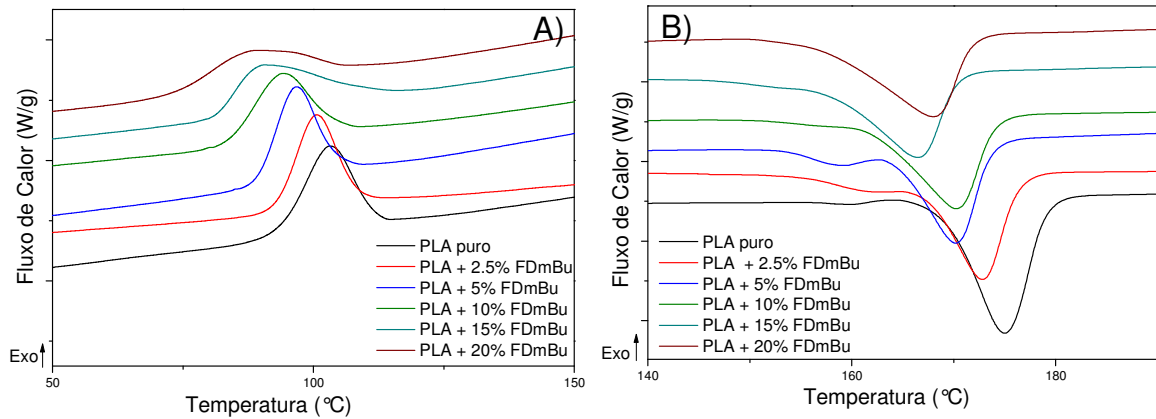 A)
Fluxo de Calor (W/g)
PLA puro
PLA + 2.5% FDmBu
PLA + 5% FDmBu
PLA + 10% FDmBu
PLA + 15% FDmBu
PLA + 20% FDmBu
Exo
50
100
150
Temperatura (°C)
B)
Fluxo de Calor (W/g)
PLA puro
PLA + 2.5% FDmBu
PLA + 5% FDmBu
PLA + 10% FDmBu
PLA + 15% FDmBu
PLA + 20% FDmBu
Exo
140
160
180
Temperatura (°C)